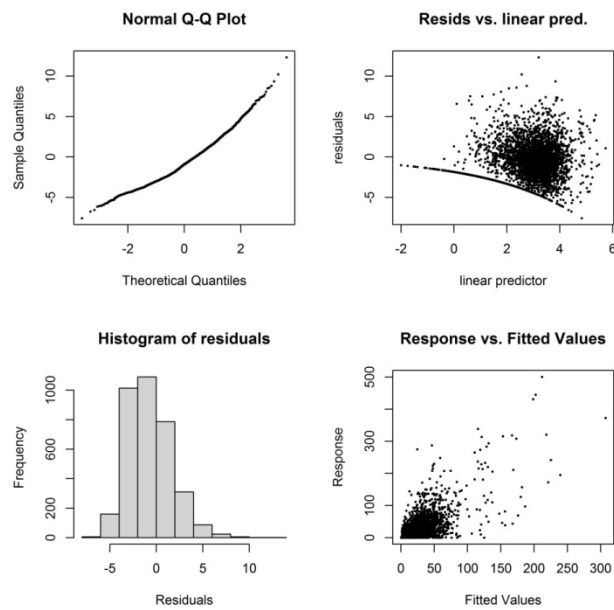 Normal Q-Q Plot
Sample Quantiles
-5 0 5 10
-2 0 2
Theoretical Quantiles
Resids vs. linear pred.
residuals
-5 0 5 10
-2 0 2 4 6
linear predictor
Histogram of residuals
Frequency
0 200 600 1000
-5 0 5 10
Residuals
Response vs. Fitted Values
Response
0 100 300 500
0 50 100 150 200 250 300
Fitted Values